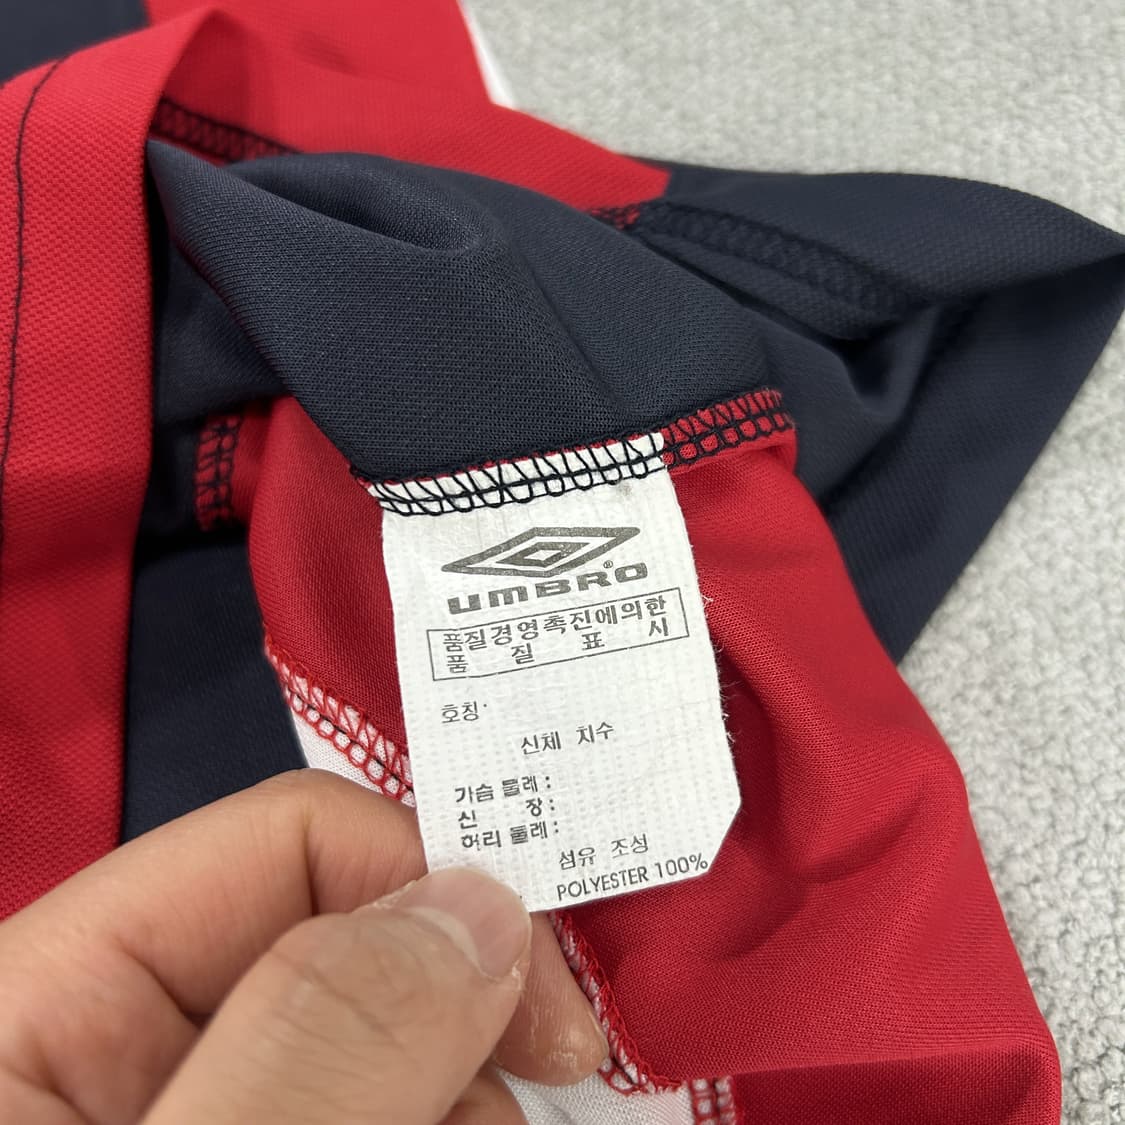 UMBRO®
품질경영촉진에의한
품 질 표 시
호칭·
신체 치수
가슴 둘레 :
신 장 :
허리 둘레 :
섬유 조성
POLYESTER 100%